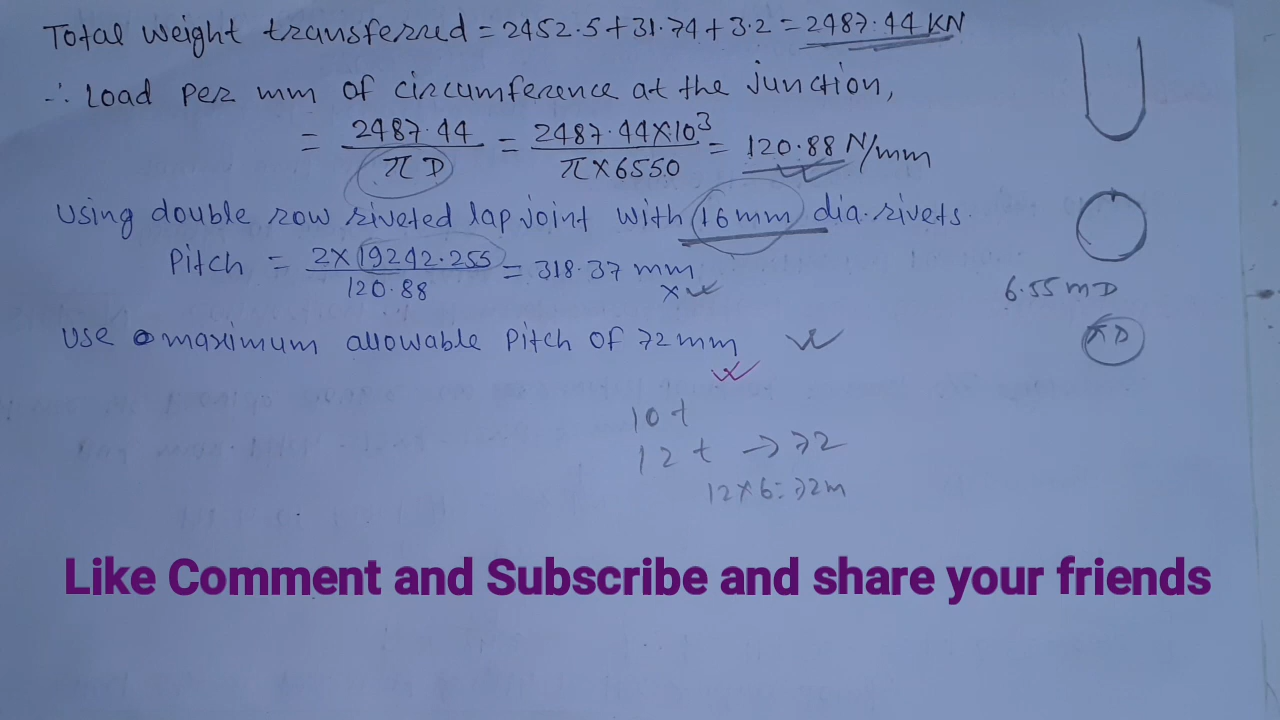 Total weight transferred = 2452.5+31.74+3.2 = 2487.44 KN
∴ Load per mm of circumference at the junction,
= 2487.44 / πD = 2487.44×10³ / π×6550 = 120.88 N/mm
Using double row riveted lap joint with 16mm dia. rivets.
Pitch = 2×19242.255 / 120.88 = 318.37 mm
×
6.55 m D
Use maximum allowable pitch of 72mm
πD
10 t
12 t → 72
12×6=72m
Like Comment and Subscribe and share your friends